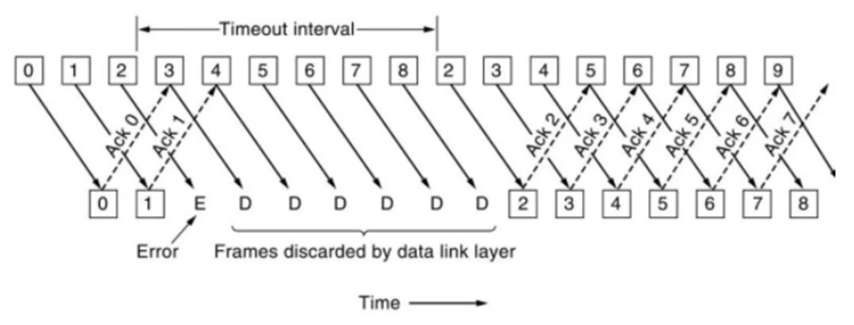 Timeout interval
0 1 2 3 4 5 6 7 8 2 3 4 5 6 7 8 9
Ack 0 Ack 1 Ack 2 Ack 3 Ack 4 Ack 5 Ack 6 Ack 7
0 1 E D D D D D D 2 3 4 5 6 7 8
Error Frames discarded by data link layer
Time